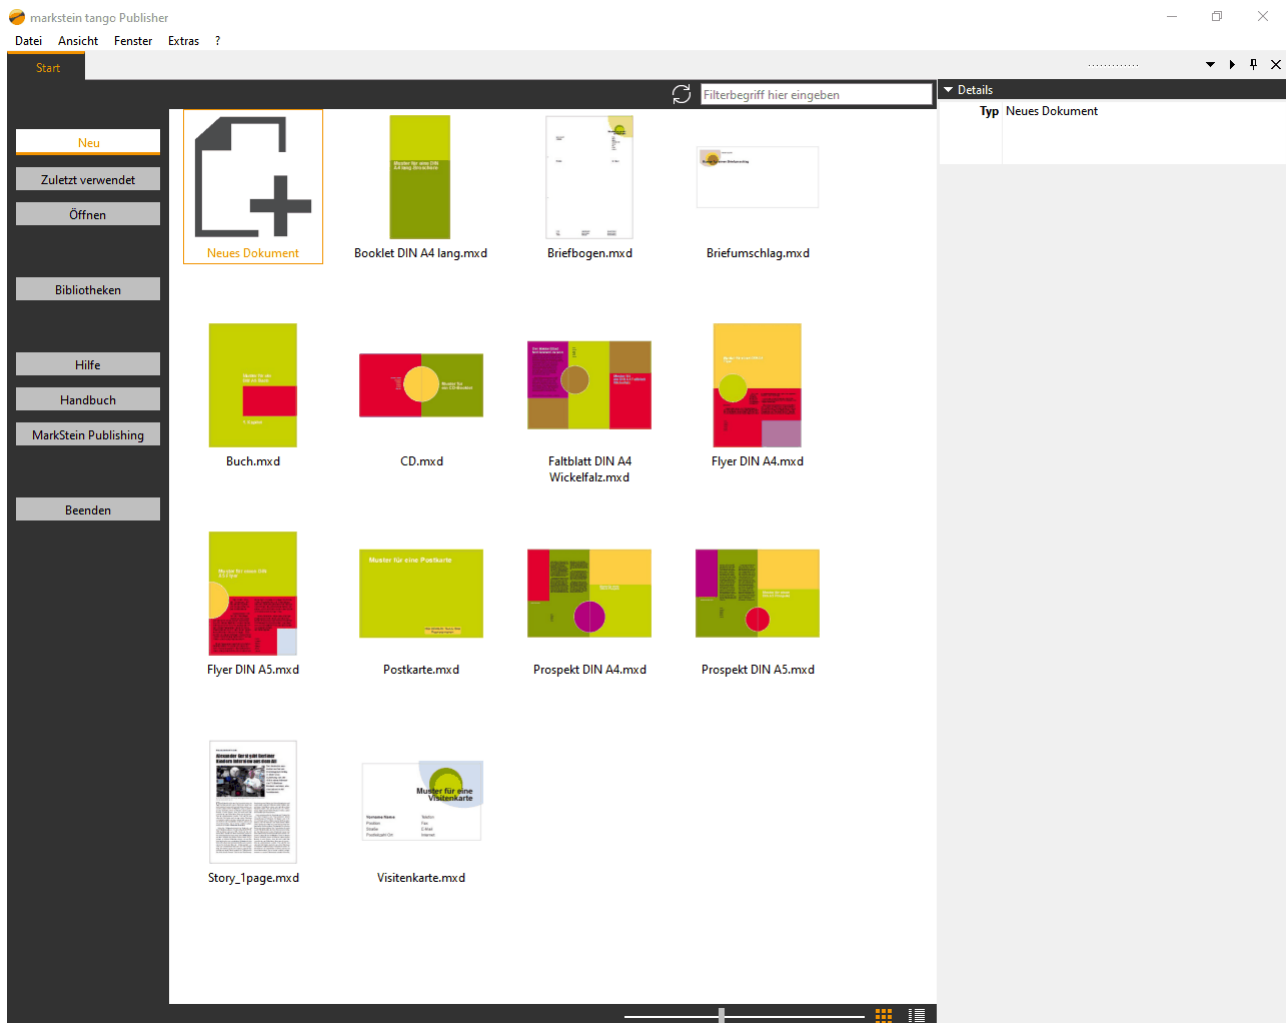 markstein tango Publisher
Datei Ansicht Fenster Extras ?
Start
Filterbegriff hier eingeben
Details
Typ Neues Dokument
Neu
Zuletzt verwendet
Öffnen
Bibliotheken
Hilfe
Handbuch
MarkStein Publishing
Beenden
Neues Dokument
Booklet DIN A4 lang.mxd
Briefbogen.mxd
Briefumschlag.mxd
Buch.mxd
CD.mxd
Faltblatt DIN A4
Wickelfalz.mxd
Flyer DIN A4.mxd
Muster für eine Postkarte
Flyer DIN A5.mxd
Postkarte.mxd
Prospekt DIN A4.mxd
Prospekt DIN A5.mxd
Muster für eine
Visitenkarte
Story_1page.mxd
Visitenkarte.mxd